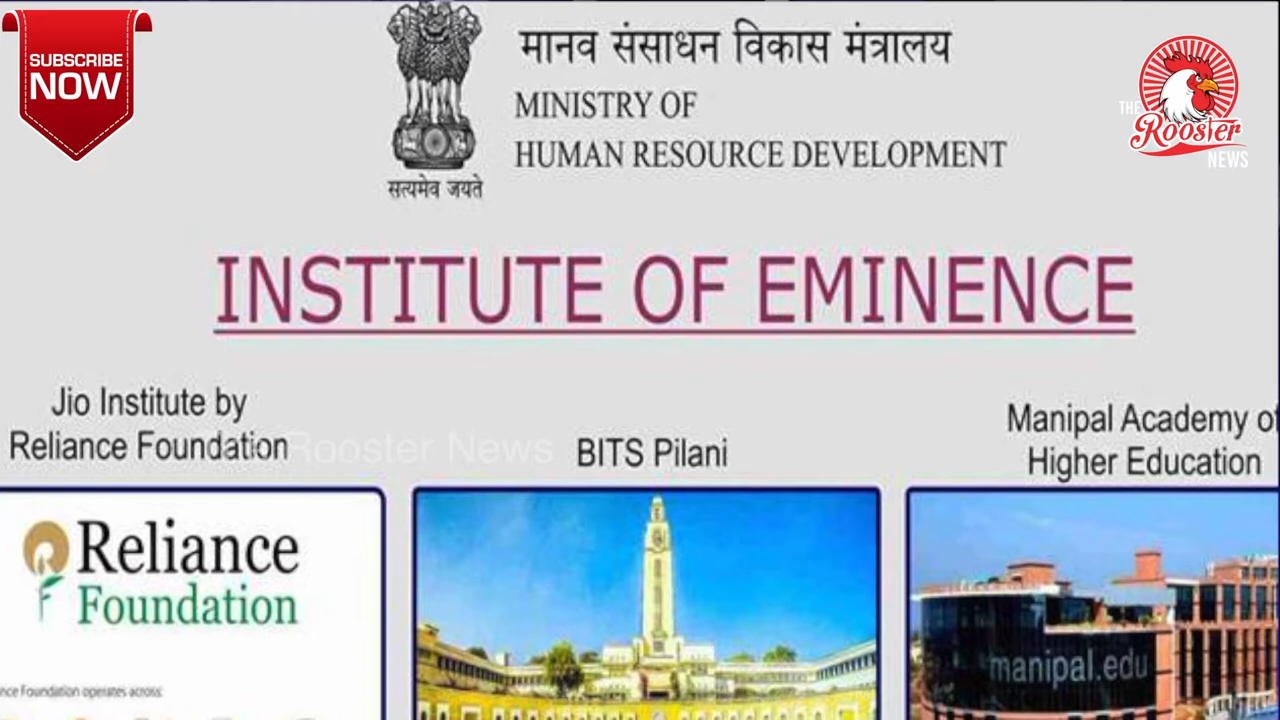 SUBSCRIBE
NOW
मानव संसाधन विकास मंत्रालय
MINISTRY OF
HUMAN RESOURCE DEVELOPMENT
सत्यमेव जयते
THE
Rooster
NEWS
INSTITUTE OF EMINENCE
Jio Institute by
Reliance Foundation
Rooster News
BITS Pilani
Manipal Academy of
Higher Education
Reliance
Foundation
manipal.edu
nce Foundation operates across: